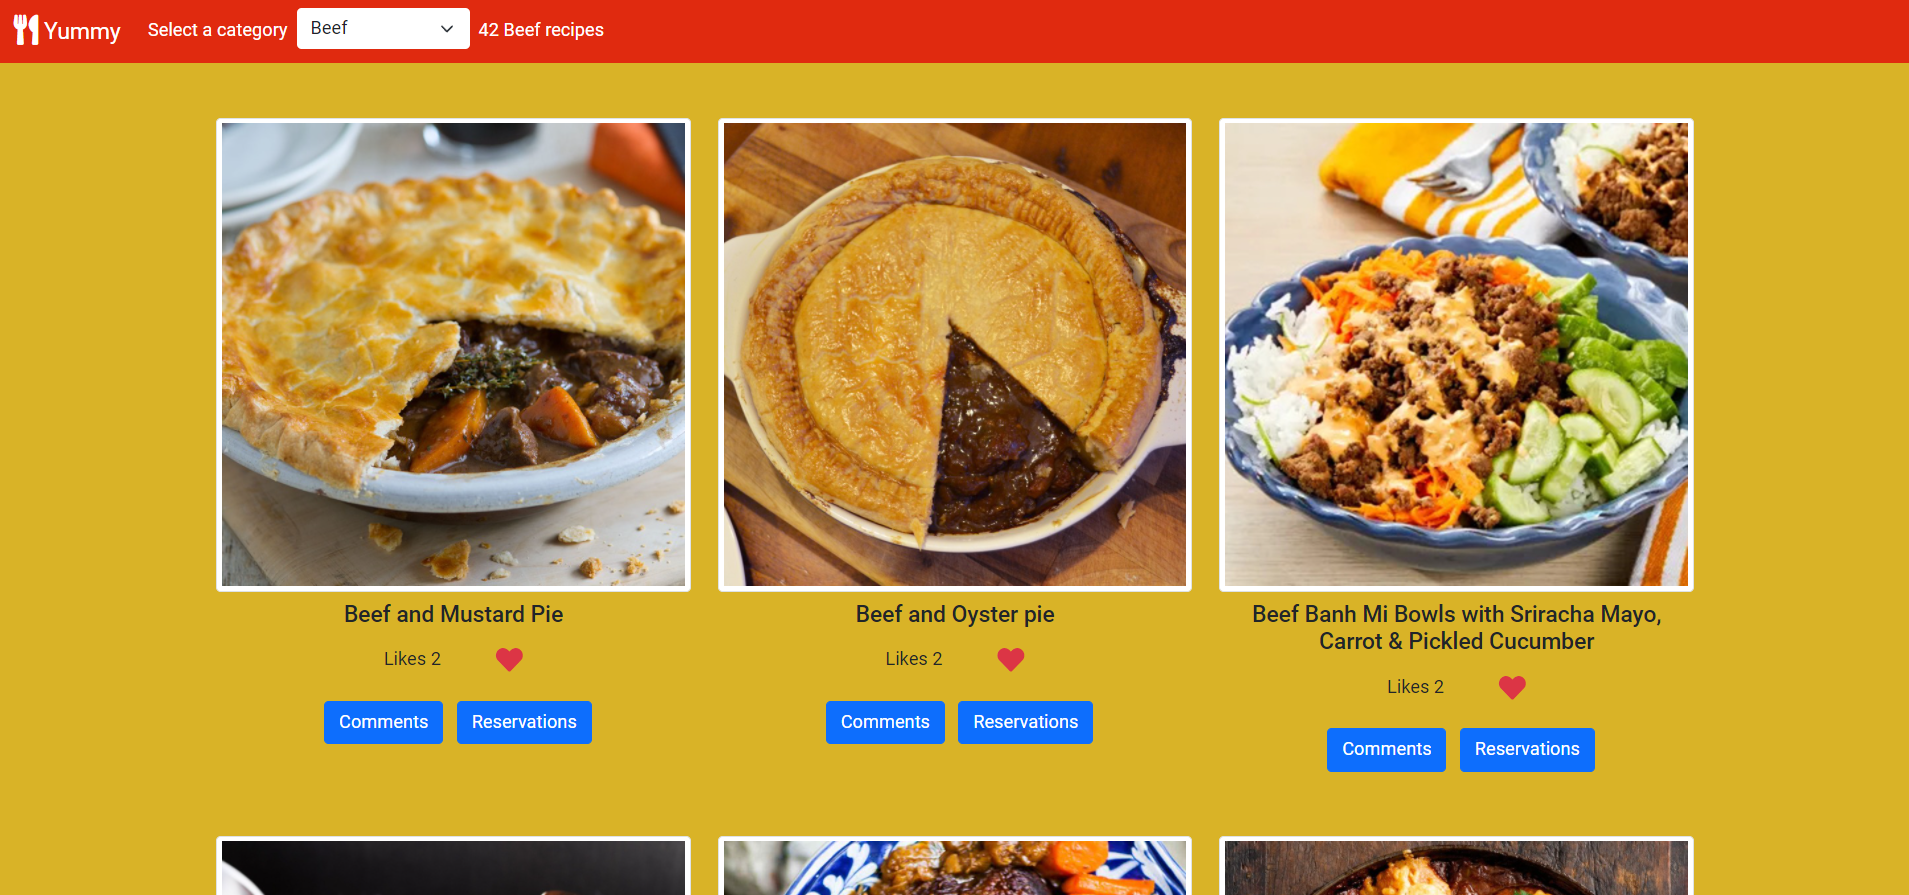 Yummy Select a category Beef 42 Beef recipes
Beef and Mustard Pie
Likes 2
Comments Reservations
Beef and Oyster pie
Likes 2
Comments Reservations
Beef Banh Mi Bowls with Sriracha Mayo,
Carrot & Pickled Cucumber
Likes 2
Comments Reservations